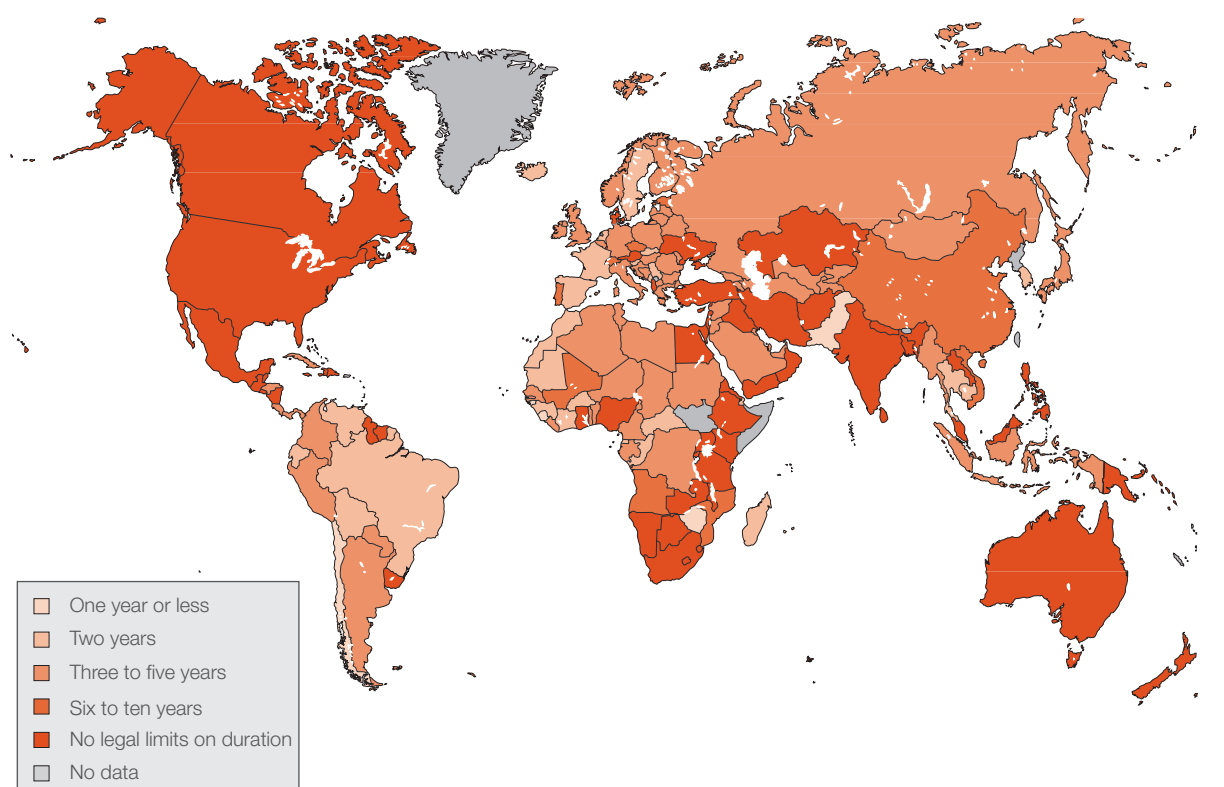 One year or less
Two years
Three to five years
Six to ten years
No legal limits on duration
No data